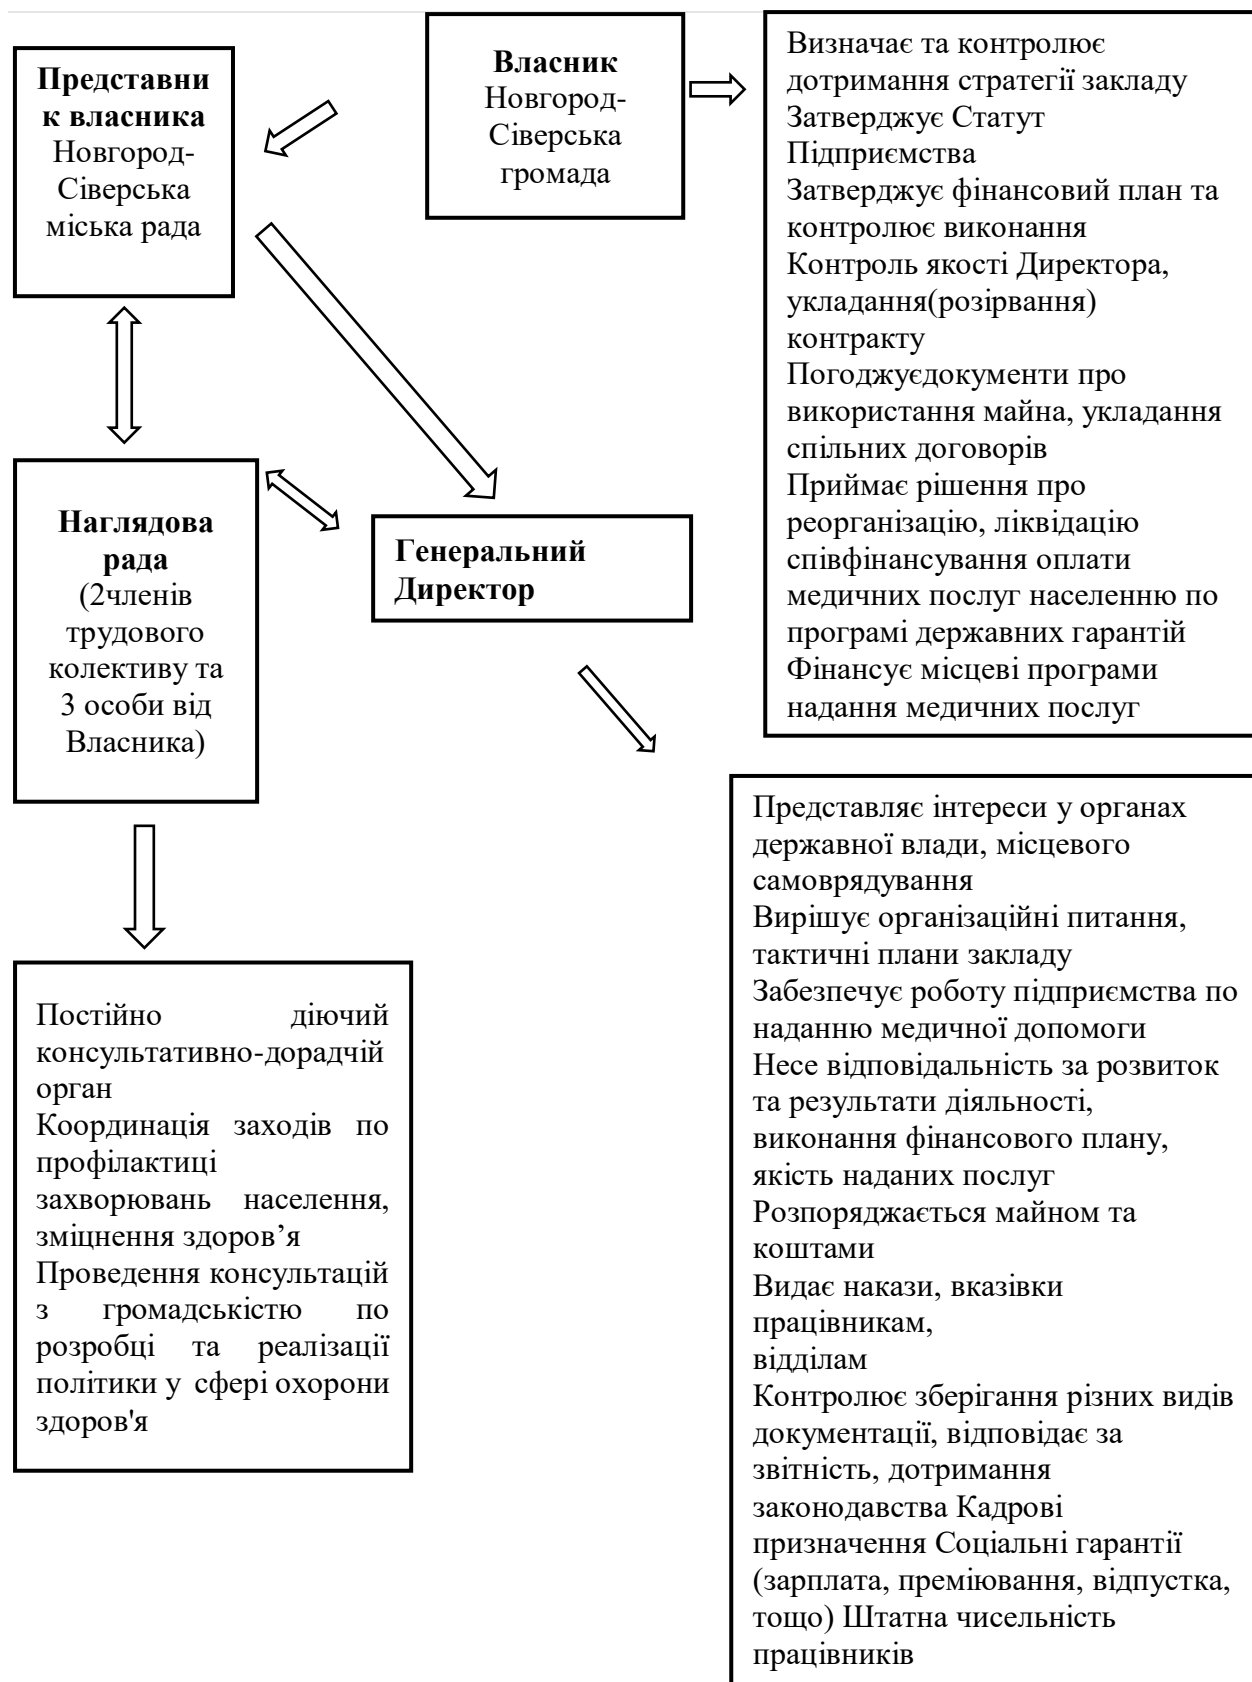 Представни
к власника
Новгород-
Сіверська
міська рада
Власник
Новгород-
Сіверська
громада
Визначає та контролює
дотримання стратегії закладу
Затверджує Статут
Підприємства
Затверджує фінансовий план та
контролює виконання
Контроль якості Директора,
укладання(розірвання)
контракту
Погоджуєдокументи про
використання майна, укладання
спільних договорів
Приймає рішення про
реорганізацію, ліквідацію
співфінансування оплати
медичних послуг населенню по
програмі державних гарантій
Фінансує місцеві програми
надання медичних послуг
Наглядова
рада
(2членів
трудового
колективу та
3 особи від
Власника)
Генеральний
Директор
Постійно діючий
консультативно-дорадчій
орган
Координація заходів по
профілактиці
захворювань населення,
зміцнення здоров’я
Проведення консультацій
з громадськістю по
розробці та реалізації
політики у сфері охорони
здоров'я
Представляє інтереси у органах
державної влади, місцевого
самоврядування
Вирішує організаційні питання,
тактичні плани закладу
Забезпечує роботу підприємства по
наданню медичної допомоги
Несе відповідальність за розвиток
та результати діяльності,
виконання фінансового плану,
якість наданих послуг
Розпоряджається майном та
коштами
Видає накази, вказівки
працівникам,
відділам
Контролює зберігання різних видів
документації, відповідає за
звітність, дотримання
законодавства Кадрові
призначення Соціальні гарантії
(зарплата, преміювання, відпустка,
тощо) Штатна чисельність
працівників